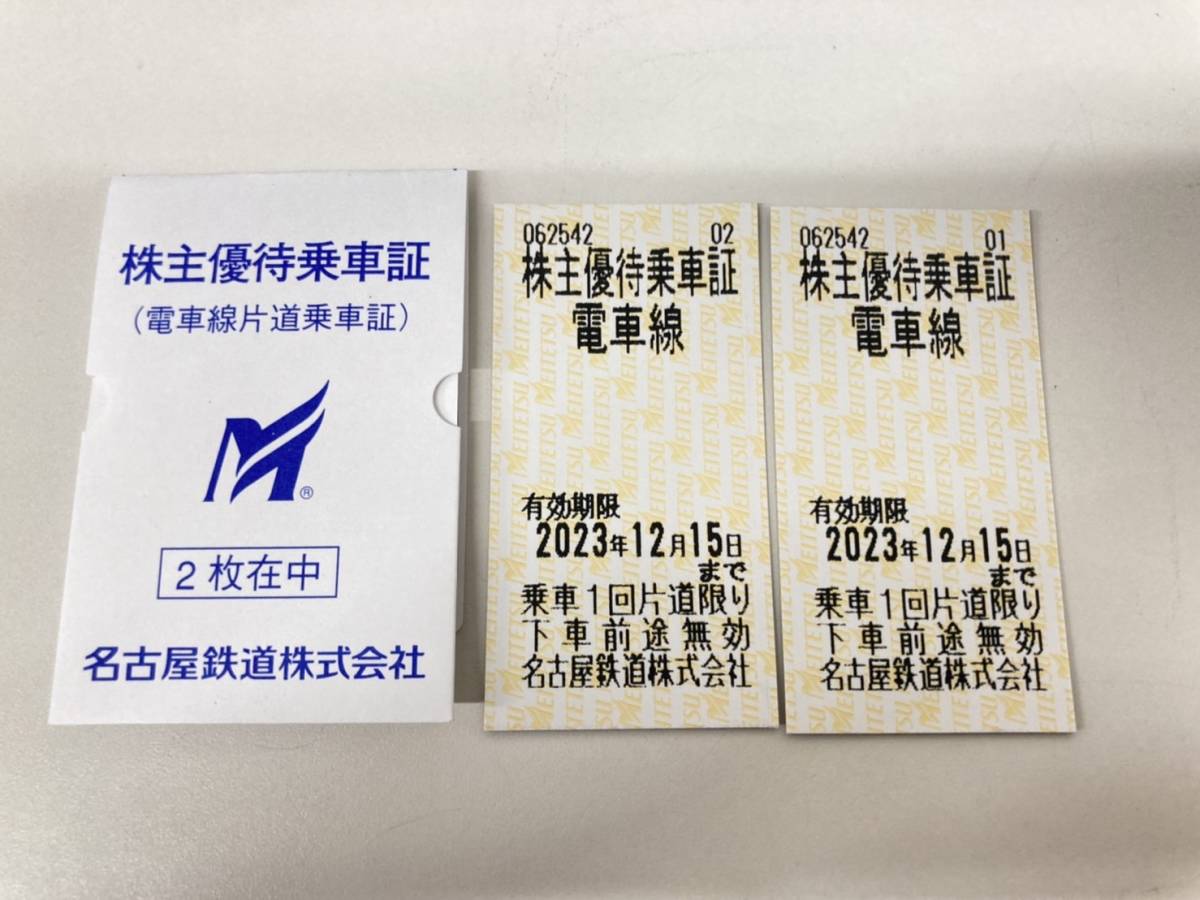 株主優待乗車証
(電車線片道乗車証)
M®
2枚在中
名古屋鉄道株式会社
062542 02
株主優待乗車証
電車線
有効期限
2023年12月15日
まで
乗車1回片道限り
下車前途無効
名古屋鉄道株式会社
062542 01
株主優待乗車証
電車線
有効期限
2023年12月15日
まで
乗車1回片道限り
下車前途無効
名古屋鉄道株式会社
MEITETSU